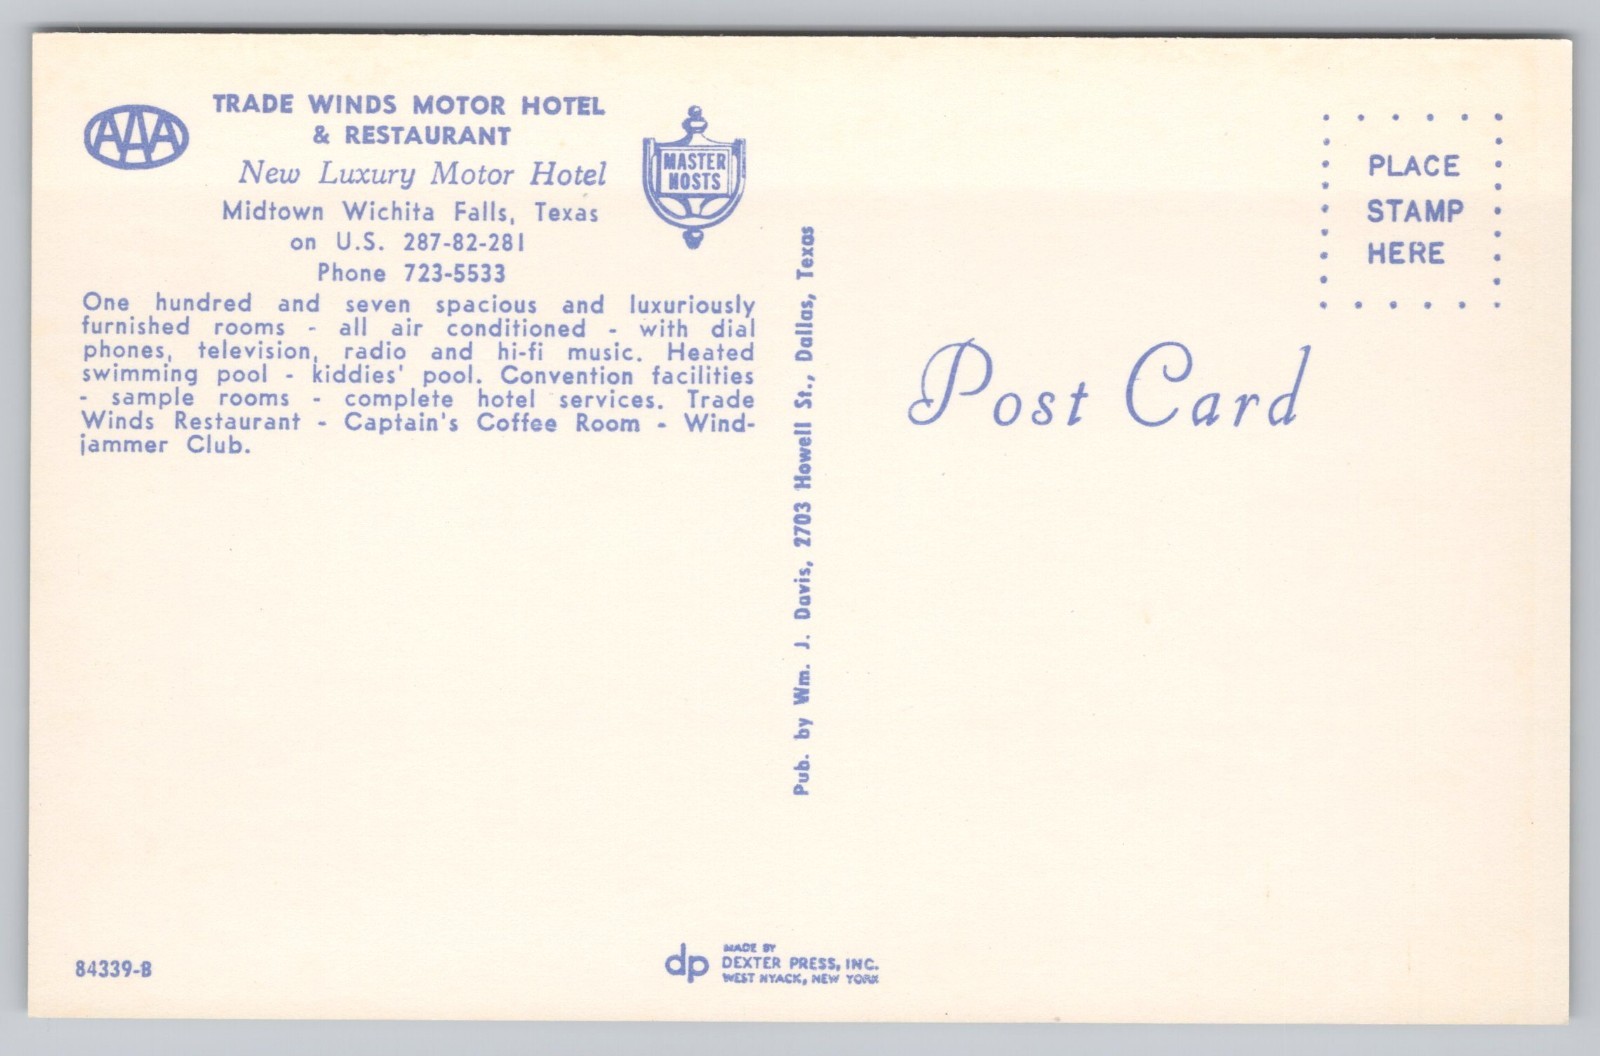 AAA
TRADE WINDS MOTOR HOTEL
& RESTAURANT
New Luxury Motor Hotel
Midtown Wichita Falls, Texas
on U.S. 287-82-281
Phone 723-5533
MASTER
HOSTS
One hundred and seven spacious and luxuriously
furnished rooms - all air conditioned - with dial
phones, television, radio and hi-fi music. Heated
swimming pool - kiddies' pool. Convention facilities
- sample rooms - complete hotel services. Trade
Winds Restaurant - Captain's Coffee Room - Wind-
jammer Club.
Pub. by Wm. J. Davis, 2703 Howell St., Dallas, Texas
PLACE
STAMP
HERE
Post Card
84339-B
dp
MADE BY
DEXTER PRESS, INC.
WEST NYACK, NEW YORK